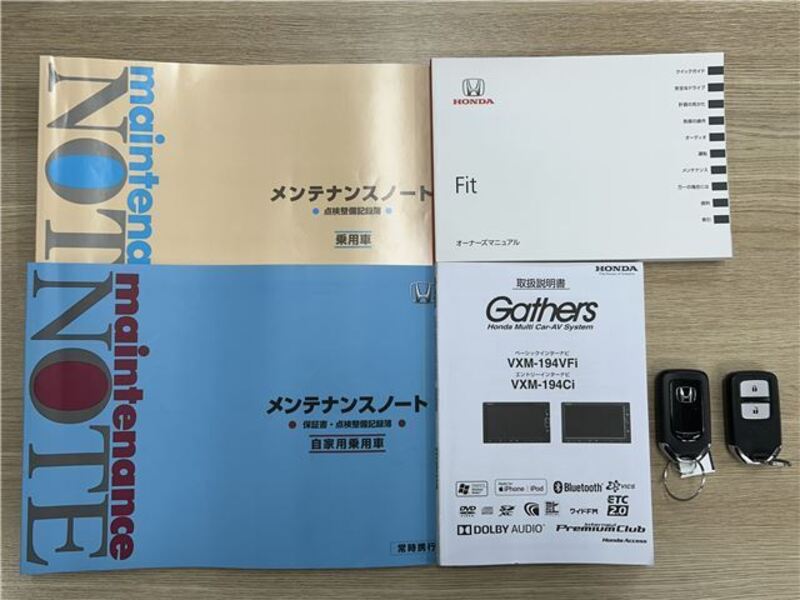 maintenance
NOTE
メンテナンスノート
点検整備記録簿
乗用車
HONDA
Fit
オーナーズマニュアル
クイックガイド
安全なドライブ
計器の見かた
各部の操作
オーディオ
運転
メンテナンス
万一の場合には
資料
索引
maintenance
NOTE
メンテナンスノート
保証書・点検整備記録簿
自家用乗用車
常時携行
HONDA
取扱説明書
Gathers
Honda Multi Car-AV System
ベーシックインターナビ
VXM-194VFi
エントリーインターナビ
VXM-194Ci
iPhone iPod
Bluetooth
VICS
DVD
ワイドFM
ETC
2.0
DOLBY AUDIO
internavi
PremiumClub
Honda Access